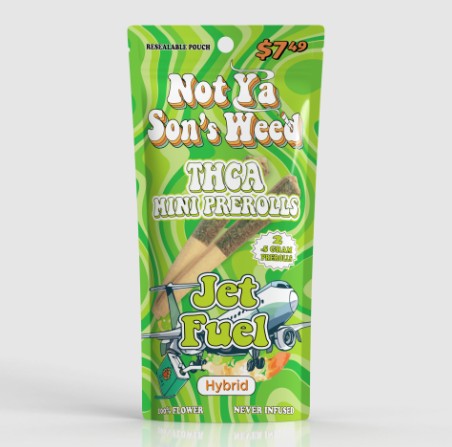 RESEALABLE POUCH
$7.49
Not Ya
Son's Weed
THCA
MINI PREROLLS
2
.5 GRAM
PREROLLS
Jet
Fuel
Hybrid
100% FLOWER
NEVER INFUSED